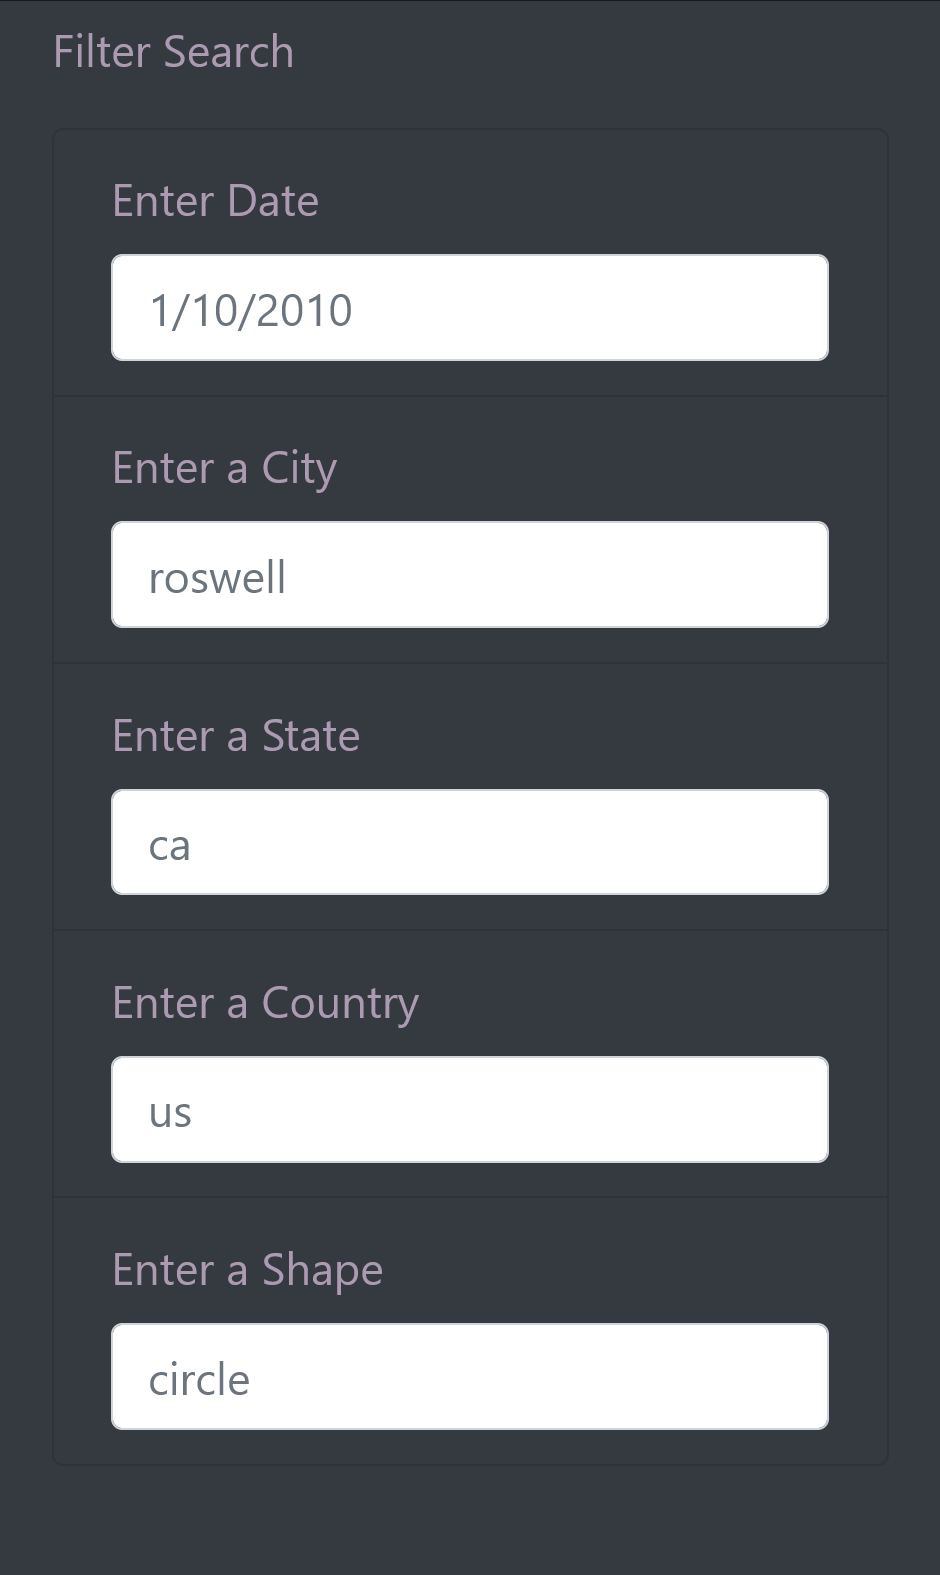 Filter Search
Enter Date
1/10/2010
Enter a City
roswell
Enter a State
ca
Enter a Country
us
Enter a Shape
circle